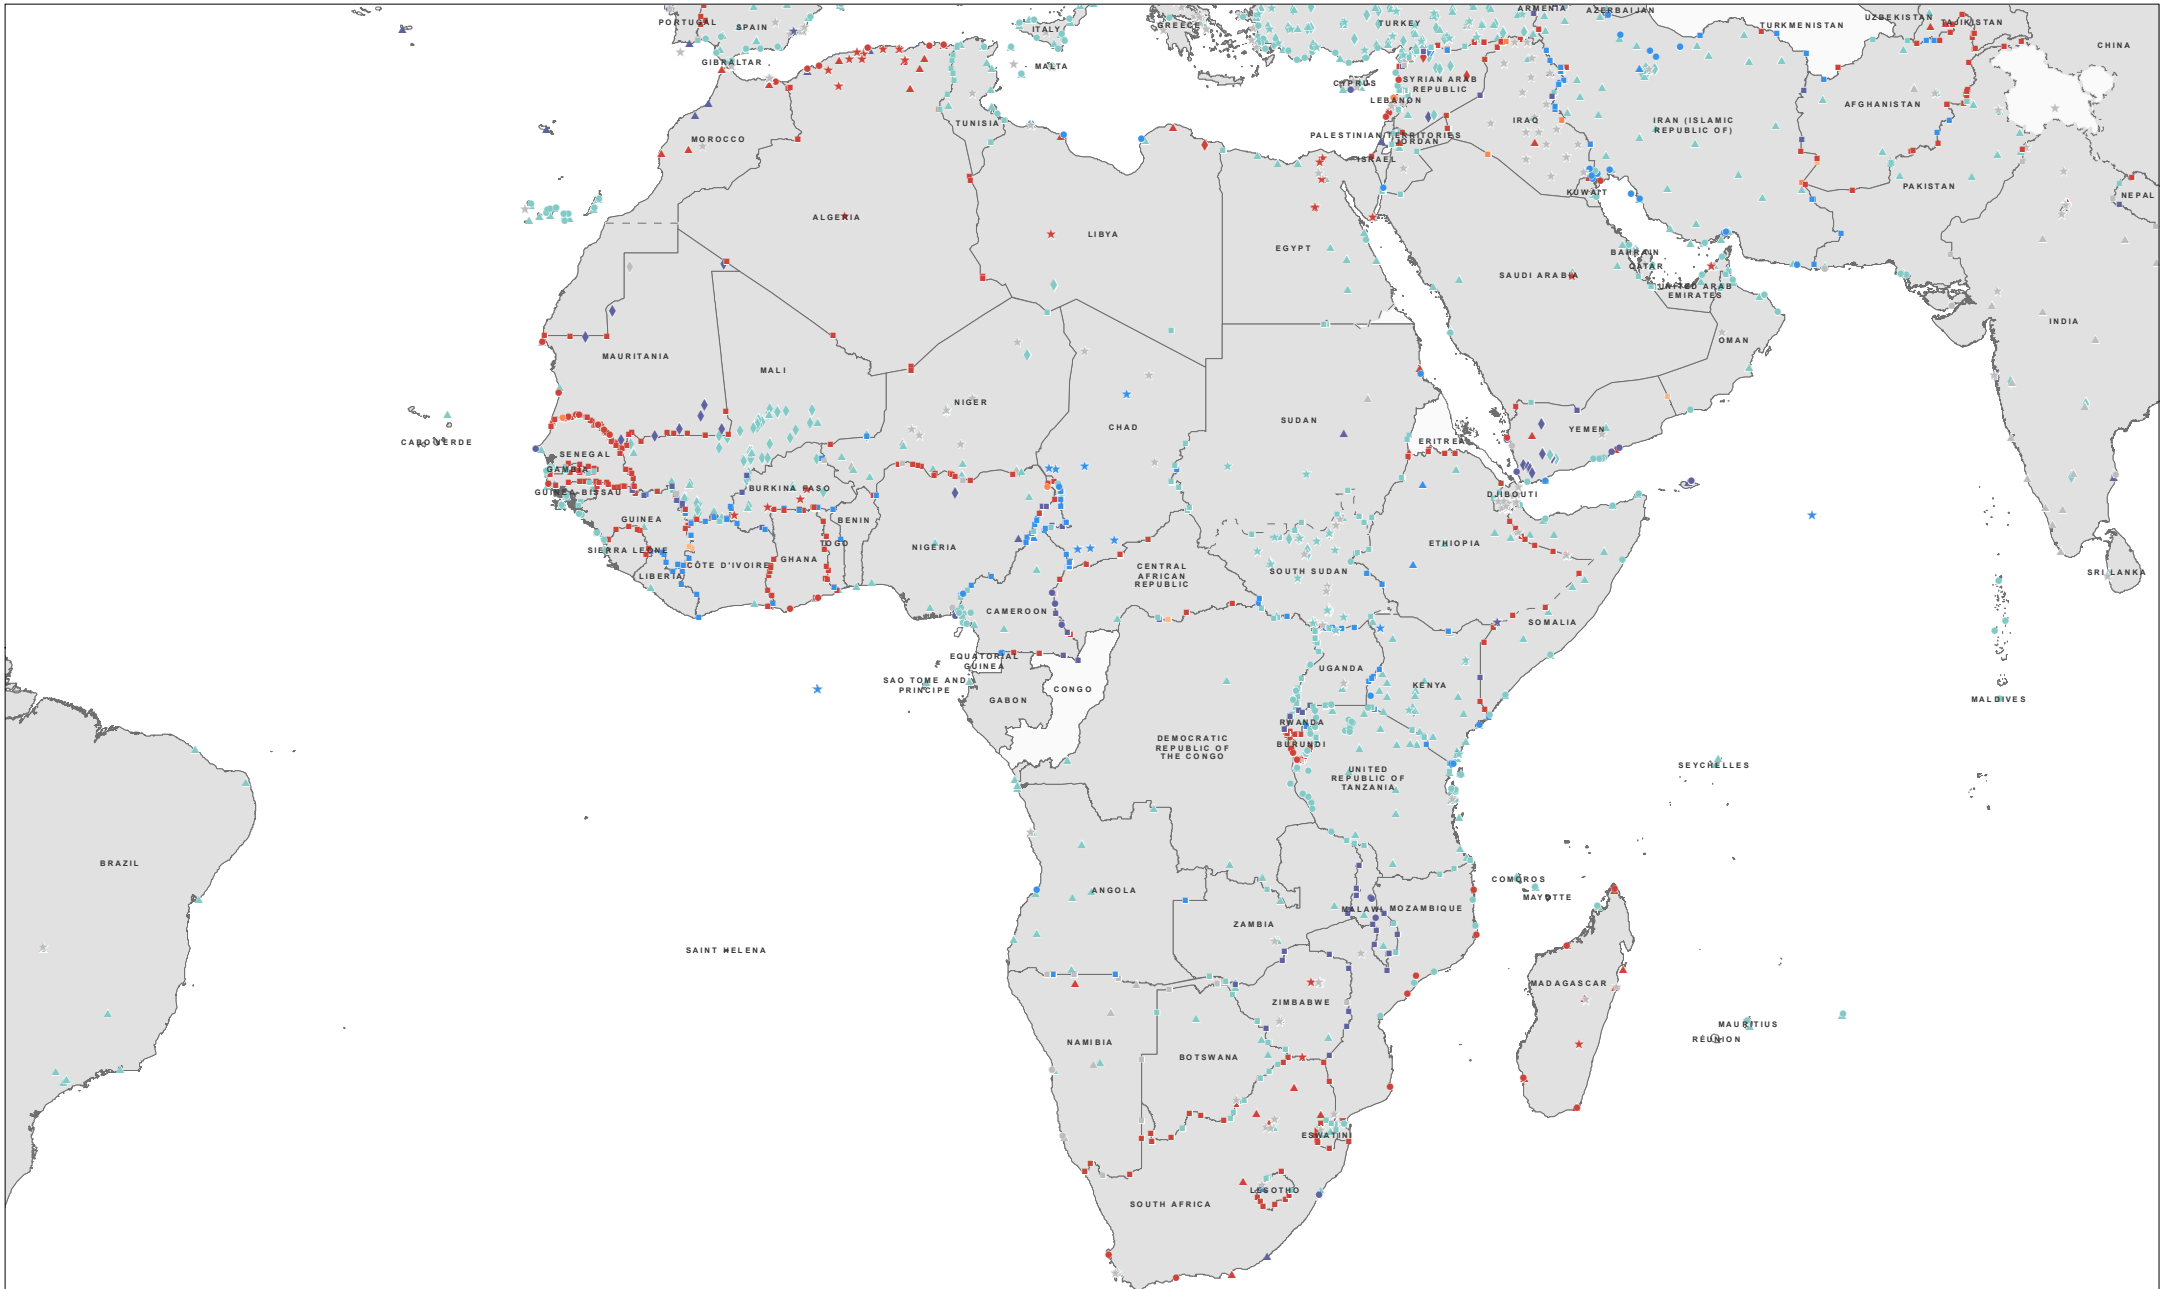 PORTUGAL
SPAIN
ITALY
GREECE
TURKEY
ARMENIA
AZERBAIJAN
TURKMENISTAN
UZBEKISTAN
TAJIKISTAN
CHINA
GIBRALTAR
MALTA
CYPRUS
SYRIAN ARAB
REPUBLIC
LEBANON
AFGHANISTAN
TUNISIA
IRAQ
IRAN (ISLAMIC
REPUBLIC OF)
MOROCCO
PALESTINIAN TERRITORIES
JORDAN
ISRAEL
KUWAIT
PAKISTAN
NEPAL
ALGERIA
LIBYA
EGYPT
BAHRAIN
QATAR
SAUDI ARABIA
UNITED ARAB
EMIRATES
INDIA
OMAN
MAURITANIA
MALI
NIGER
CHAD
SUDAN
YEMEN
ERITREA
CABO VERDE
SENEGAL
GAMBIA
GUINEA-BISSAU
BURKINA FASO
DJIBOUTI
GUINEA
BENIN
TOGO
NIGERIA
ETHIOPIA
SIERRA LEONE
GHANA
CÔTE D'IVOIRE
LIBERIA
CENTRAL
AFRICAN
REPUBLIC
SOUTH SUDAN
SRI LANKA
CAMEROON
SOMALIA
EQUATORIAL
GUINEA
UGANDA
KENYA
SAO TOME AND
PRINCIPE
GABON
CONGO
MALDIVES
RWANDA
BURUNDI
DEMOCRATIC
REPUBLIC OF
THE CONGO
UNITED
REPUBLIC OF
TANZANIA
SEYCHELLES
BRAZIL
ANGOLA
COMOROS
MAYOTTE
MALAWI
MOZAMBIQUE
ZAMBIA
SAINT HELENA
MADAGASCAR
ZIMBABWE
MAURITIUS
RÉUNION
NAMIBIA
BOTSWANA
ESWATINI
LESOTHO
SOUTH AFRICA